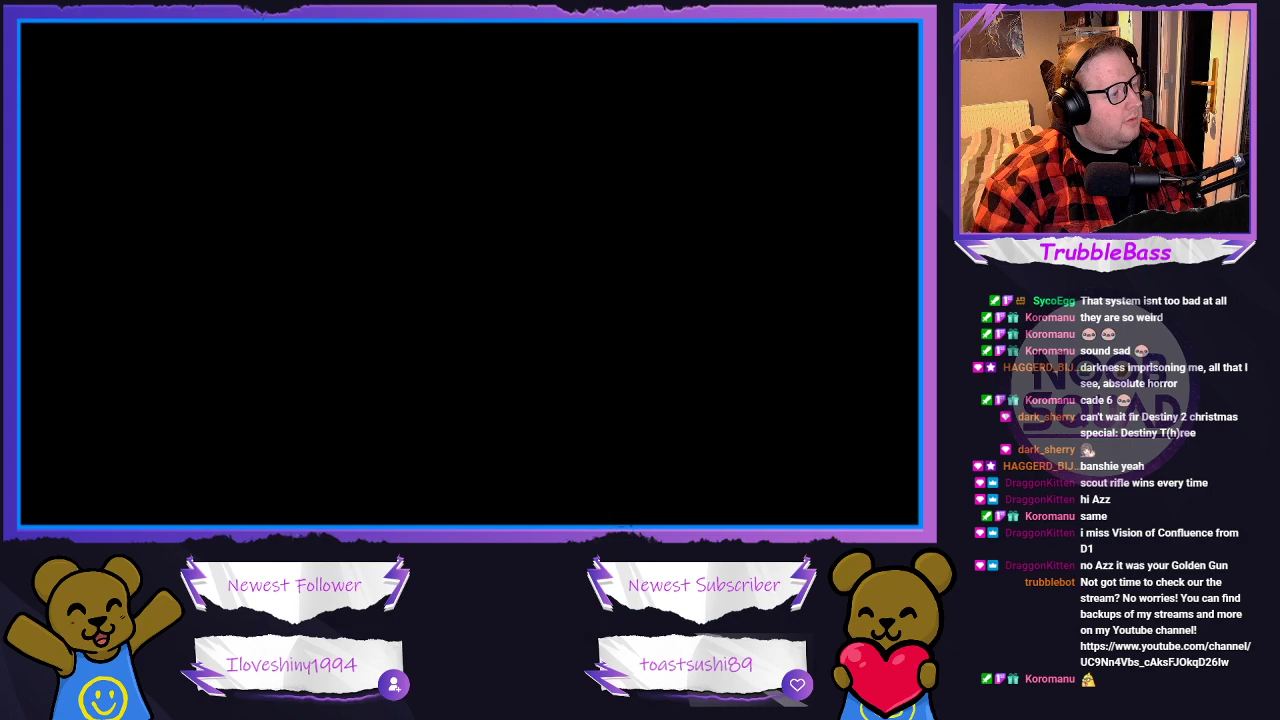 TrubbleBass
SycoEgg That system isnt too bad at all
Koromanu they are so weird
Koromanu
Koromanu sound sad
HAGGERD_BIJ... darkness imprisoning me, all that I
see, absolute horror
Koromanu cade 6
dark_sherry can't wait fir Destiny 2 christmas
special: Destiny T(h)ree
dark_sherry
HAGGERD_BIJ... banshie yeah
DraggonKitten scout rifle wins every time
DraggonKitten hi Azz
Koromanu same
DraggonKitten i miss Vision of Confluence from
D1
DraggonKitten no Azz it was your Golden Gun
trubblebot Not got time to check our the
stream? No worries! You can find
backups of my streams and more
on my Youtube channel!
https://www.youtube.com/channel/
UC9Nn4Vbs_cAksFJOkqD26Iw
Koromanu
NOOB
SQUAD
Newest Follower
Iloveshiny1994
Newest Subscriber
toastsushi89